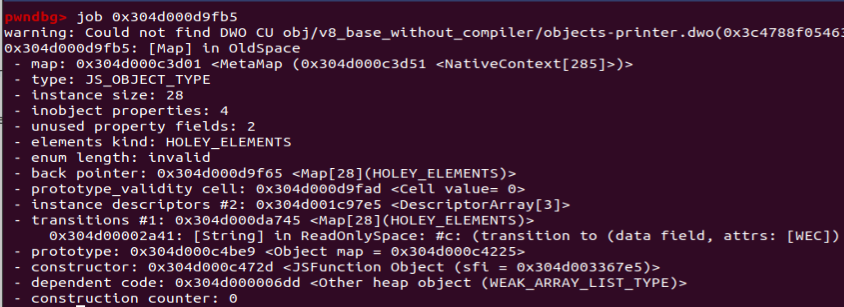 pwndbg> job 0x304d000d9fb5
warning: Could not find DWO CU obj/v8_base_without_compiler/objects-printer.dwo(0x3c4788f05463
0x304d000d9fb5: [Map] in OldSpace
- map: 0x304d000c3d01 <MetaMap (0x304d000c3d51 <NativeContext[285]>)>
- type: JS_OBJECT_TYPE
- instance size: 28
- inobject properties: 4
- unused property fields: 2
- elements kind: HOLEY_ELEMENTS
- enum length: invalid
- back pointer: 0x304d000d9f65 <Map[28](HOLEY_ELEMENTS)>
- prototype_validity cell: 0x304d000d9fad <Cell value= 0>
- instance descriptors #2: 0x304d001c97e5 <DescriptorArray[3]>
- transitions #1: 0x304d000da745 <Map[28](HOLEY_ELEMENTS)>
0x304d00002a41: [String] in ReadOnlySpace: #c: (transition to (data field, attrs: [WEC])
- prototype: 0x304d000c4be9 <Object map = 0x304d000c4225>
- constructor: 0x304d000c472d <JSFunction Object (sfi = 0x304d003367e5)>
- dependent code: 0x304d000006dd <Other heap object (WEAK_ARRAY_LIST_TYPE)>
- construction counter: 0